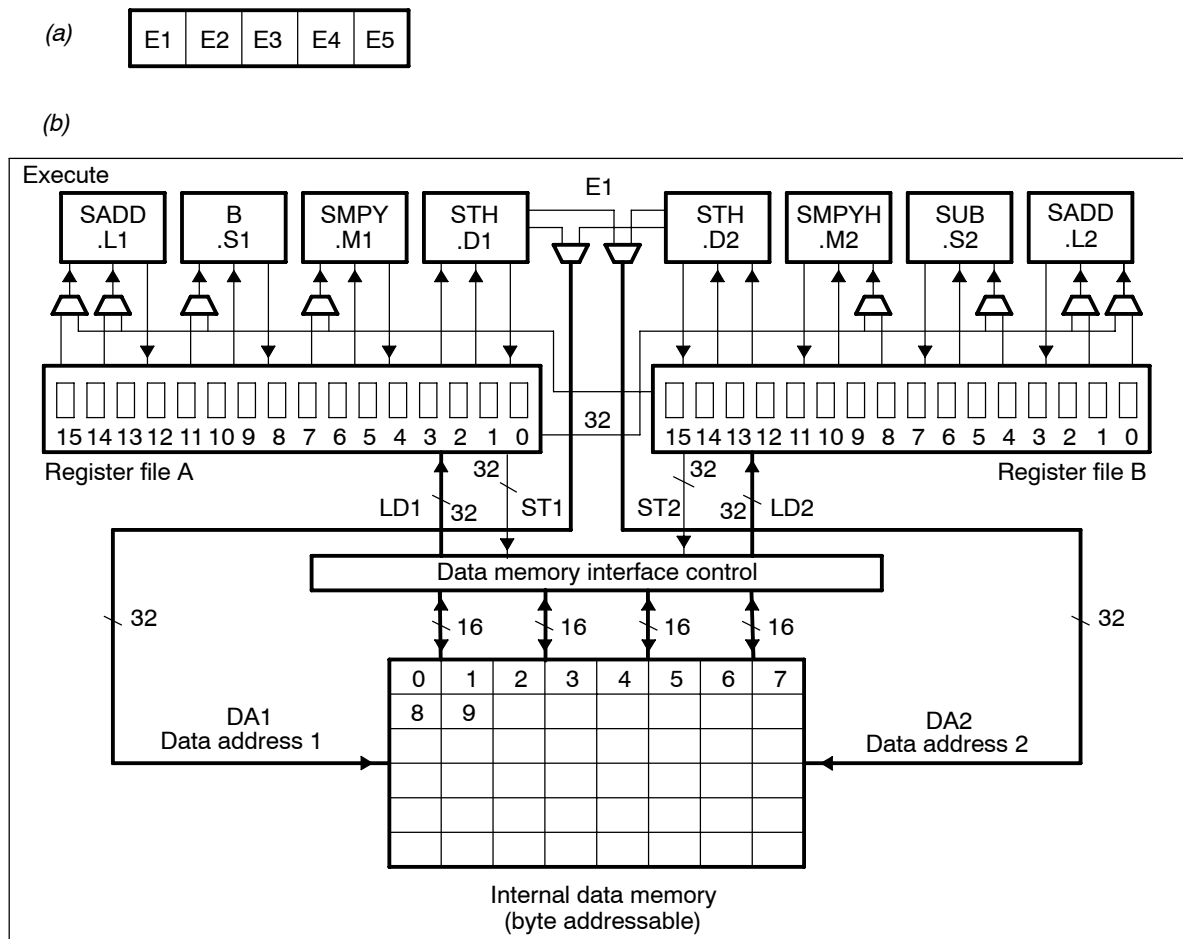 (a)
E1 E2 E3 E4 E5
(b)
Execute
E1
SADD .L1
B .S1
SMPY .M1
STH .D1
STH .D2
SMPYH .M2
SUB .S2
SADD .L2
15 14 13 12 11 10 9 8 7 6 5 4 3 2 1 0
32
15 14 13 12 11 10 9 8 7 6 5 4 3 2 1 0
Register file A
Register file B
LD1
32
32
ST1
ST2
32
32
LD2
Data memory interface control
32
16
16
16
16
32
0 1 2 3 4 5 6 7
8 9
DA1
Data address 1
DA2
Data address 2
Internal data memory
(byte addressable)